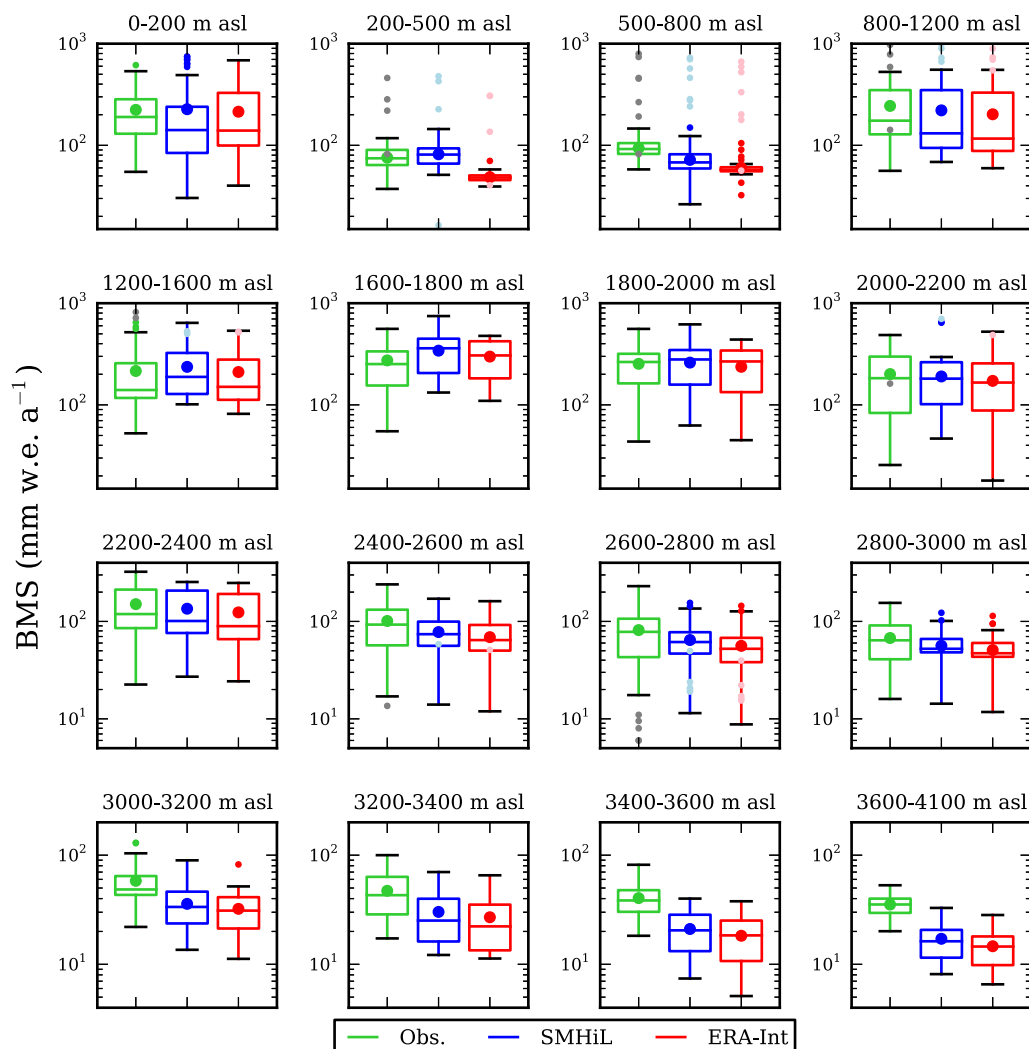 0-200 m asl 200-500 m asl 500-800 m asl 800-1200 m asl
10³ 10³ 10³ 10³
10² 10² 10² 10²
1200-1600 m asl 1600-1800 m asl 1800-2000 m asl 2000-2200 m asl
10³ 10³ 10³ 10³
10² 10² 10² 10²
BMS (mm w.e. a⁻¹)
2200-2400 m asl 2400-2600 m asl 2600-2800 m asl 2800-3000 m asl
10² 10² 10² 10²
10¹ 10¹ 10¹ 10¹
3000-3200 m asl 3200-3400 m asl 3400-3600 m asl 3600-4100 m asl
10² 10² 10² 10²
10¹ 10¹ 10¹ 10¹
Obs. SMHiL ERA-Int